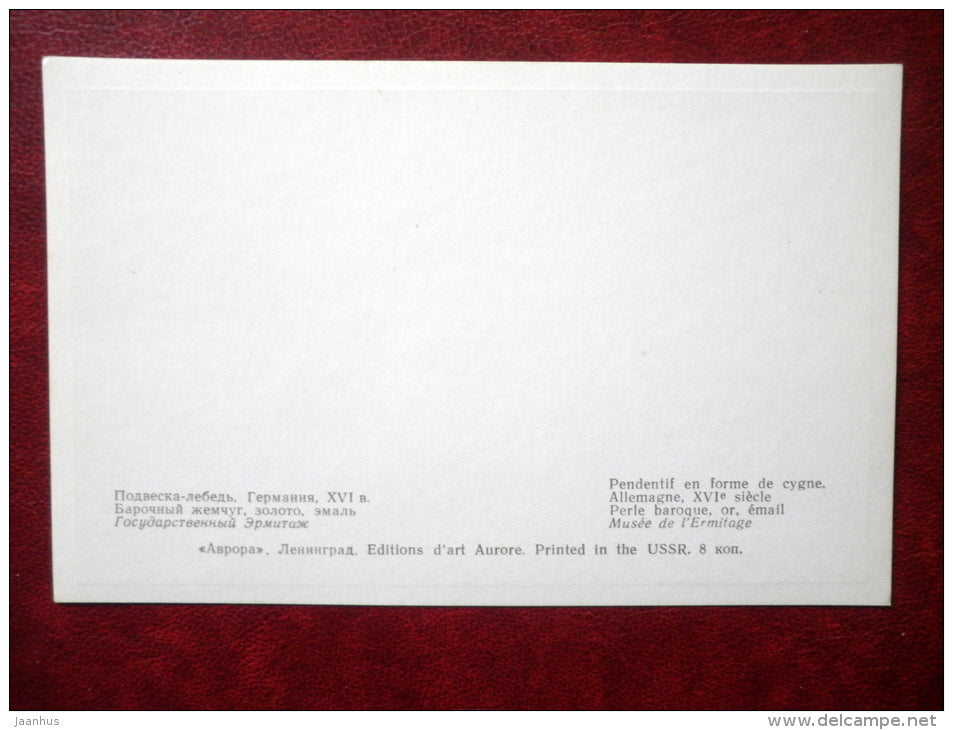 Подвеска-лебедь. Германия, XVI в.
Барочный жемчуг, золото, эмаль
Государственный Эрмитаж
Pendentif en forme de cygne.
Allemagne, XVIe siècle
Perle baroque, or, émail
Musée de l'Ermitage
«Аврора». Ленинград. Editions d'art Aurore. Printed in the USSR. 8 коп.
jaanhus
www.delcampe.net